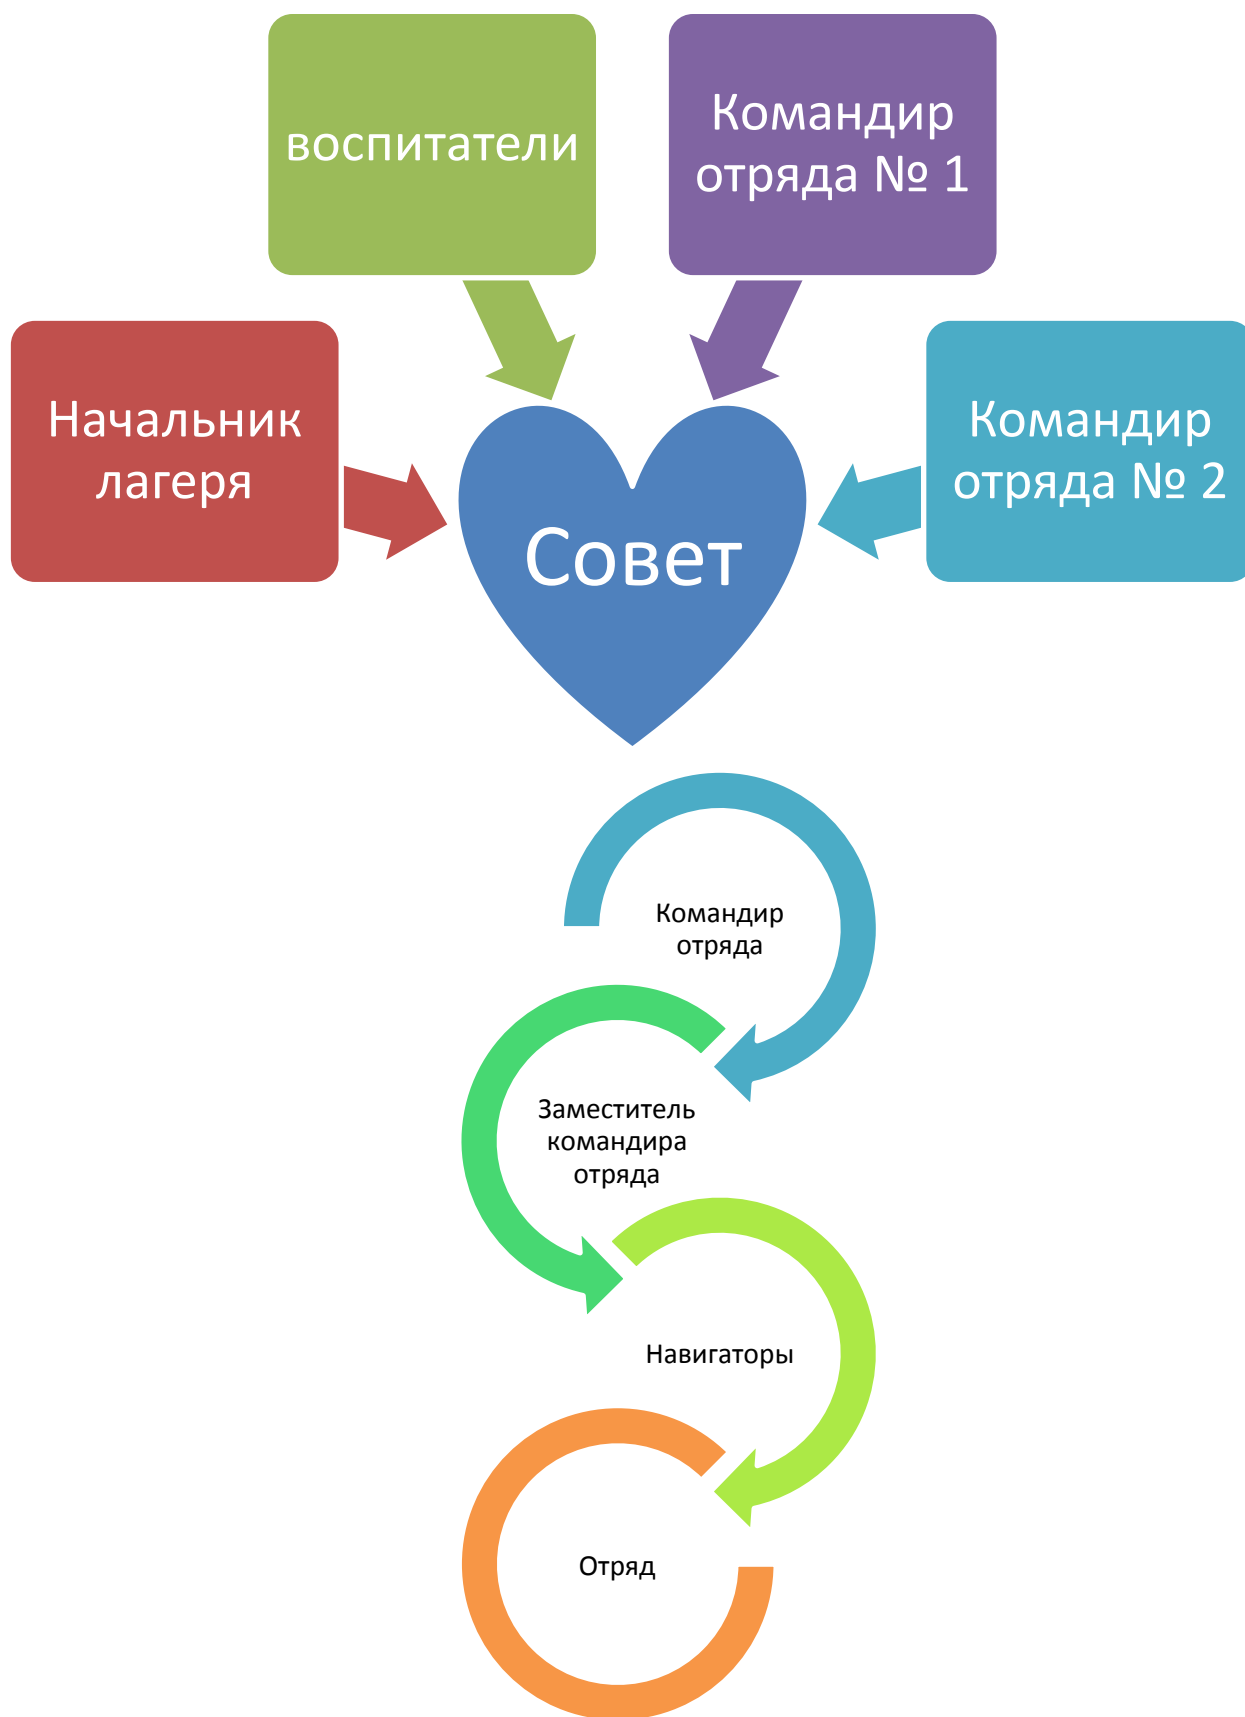 воспитатели
Командир
отряда № 1
Начальник
лагеря
Командир
отряда № 2
Совет
Командир
отряда
Заместитель
командира
отряда
Навигаторы
Отряд